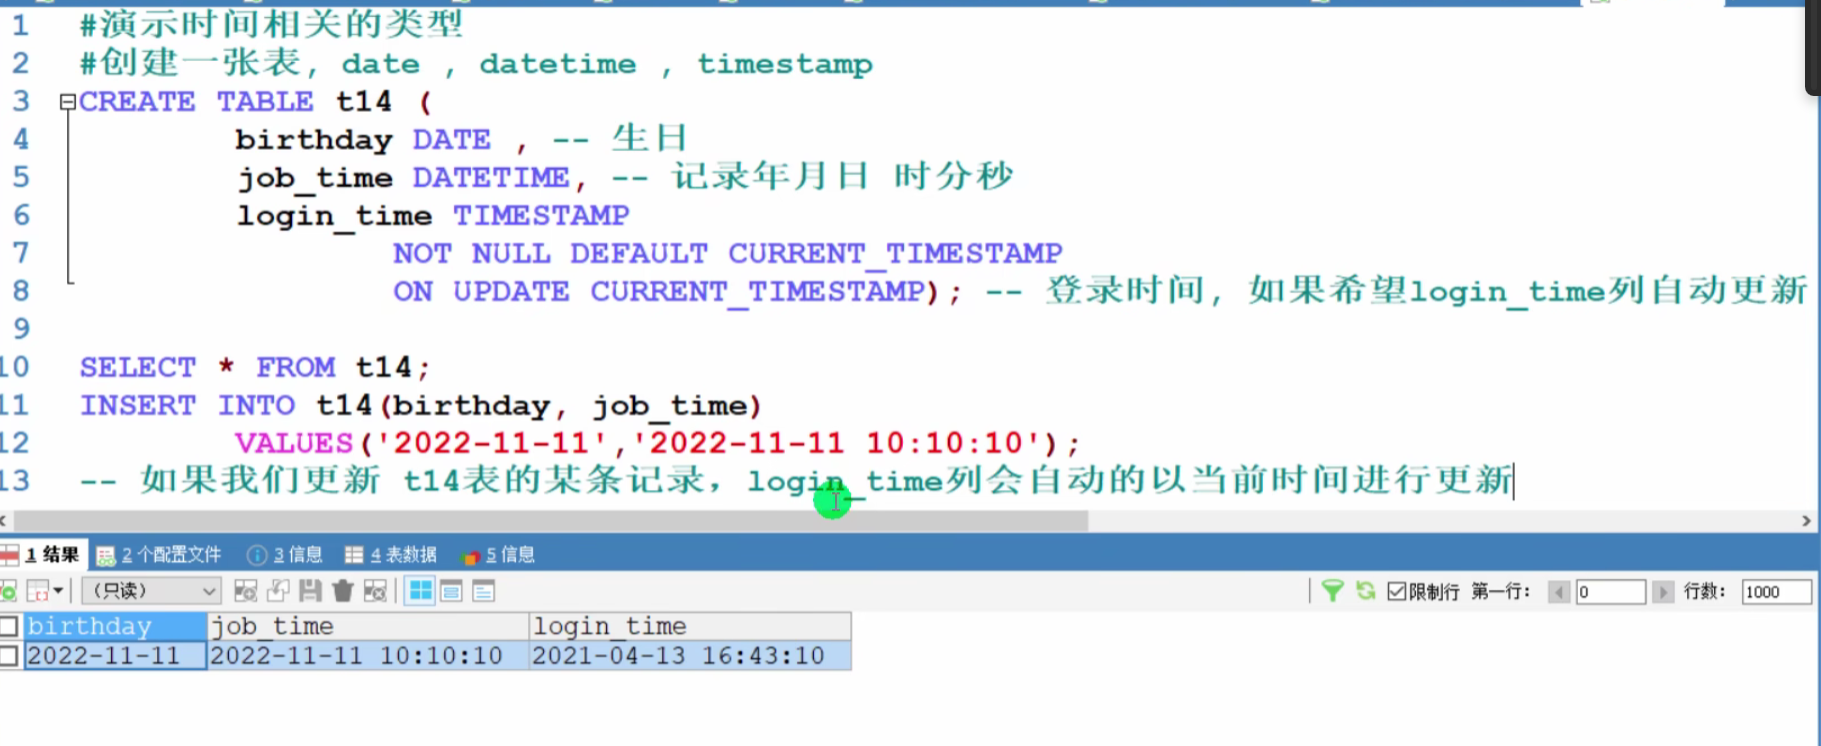 1 #演示时间相关的类型
2 #创建一张表, date , datetime , timestamp
3 CREATE TABLE t14 (
4 birthday DATE , -- 生日
5 job_time DATETIME, -- 记录年月日 时分秒
6 login_time TIMESTAMP
7 NOT NULL DEFAULT CURRENT_TIMESTAMP
8 ON UPDATE CURRENT_TIMESTAMP); -- 登录时间, 如果希望login_time列自动更新
9
10 SELECT * FROM t14;
11 INSERT INTO t14(birthday, job_time)
12 VALUES('2022-11-11','2022-11-11 10:10:10');
13 -- 如果我们更新 t14表的某条记录，login_time列会自动的以当前时间进行更新
1 结果 2 个配置文件 3 信息 4 表数据 5 信息
（只读） 限制行 第一行: 0 行数: 1000
birthday job_time login_time
2022-11-11 2022-11-11 10:10:10 2021-04-13 16:43:10